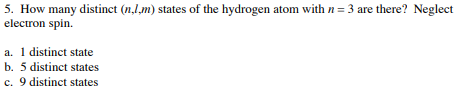 5. How many distinct (n,l,m) states of the hydrogen atom with n = 3 are there? Neglect
electron spin.
a. 1 distinct state
b. 5 distinct states
c. 9 distinct states